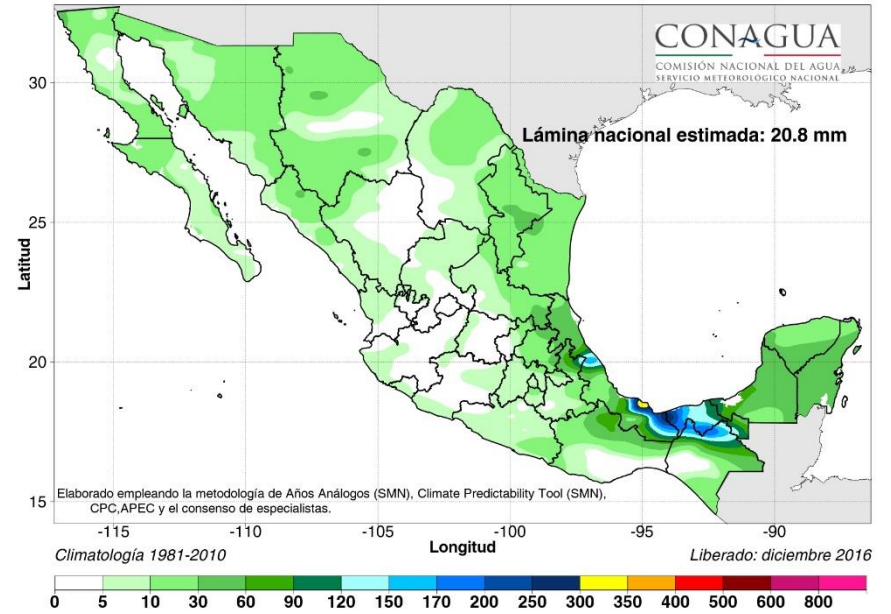 CONAGUA
COMISIÓN NACIONAL DEL AGUA
SERVICIO METEOROLÓGICO NACIONAL
30
Lámina nacional estimada: 20.8 mm
25
Latitud
20
15
Elaborado empleando la metodología de Años Análogos (SMN), Climate Predictability Tool (SMN),
CPC,APEC y el consenso de especialistas.
-115 -110 -105 -100 -95 -90
Climatología 1981-2010 Longitud Liberado: diciembre 2016
0 5 10 30 60 90 120 150 170 200 250 300 350 400 500 600 800